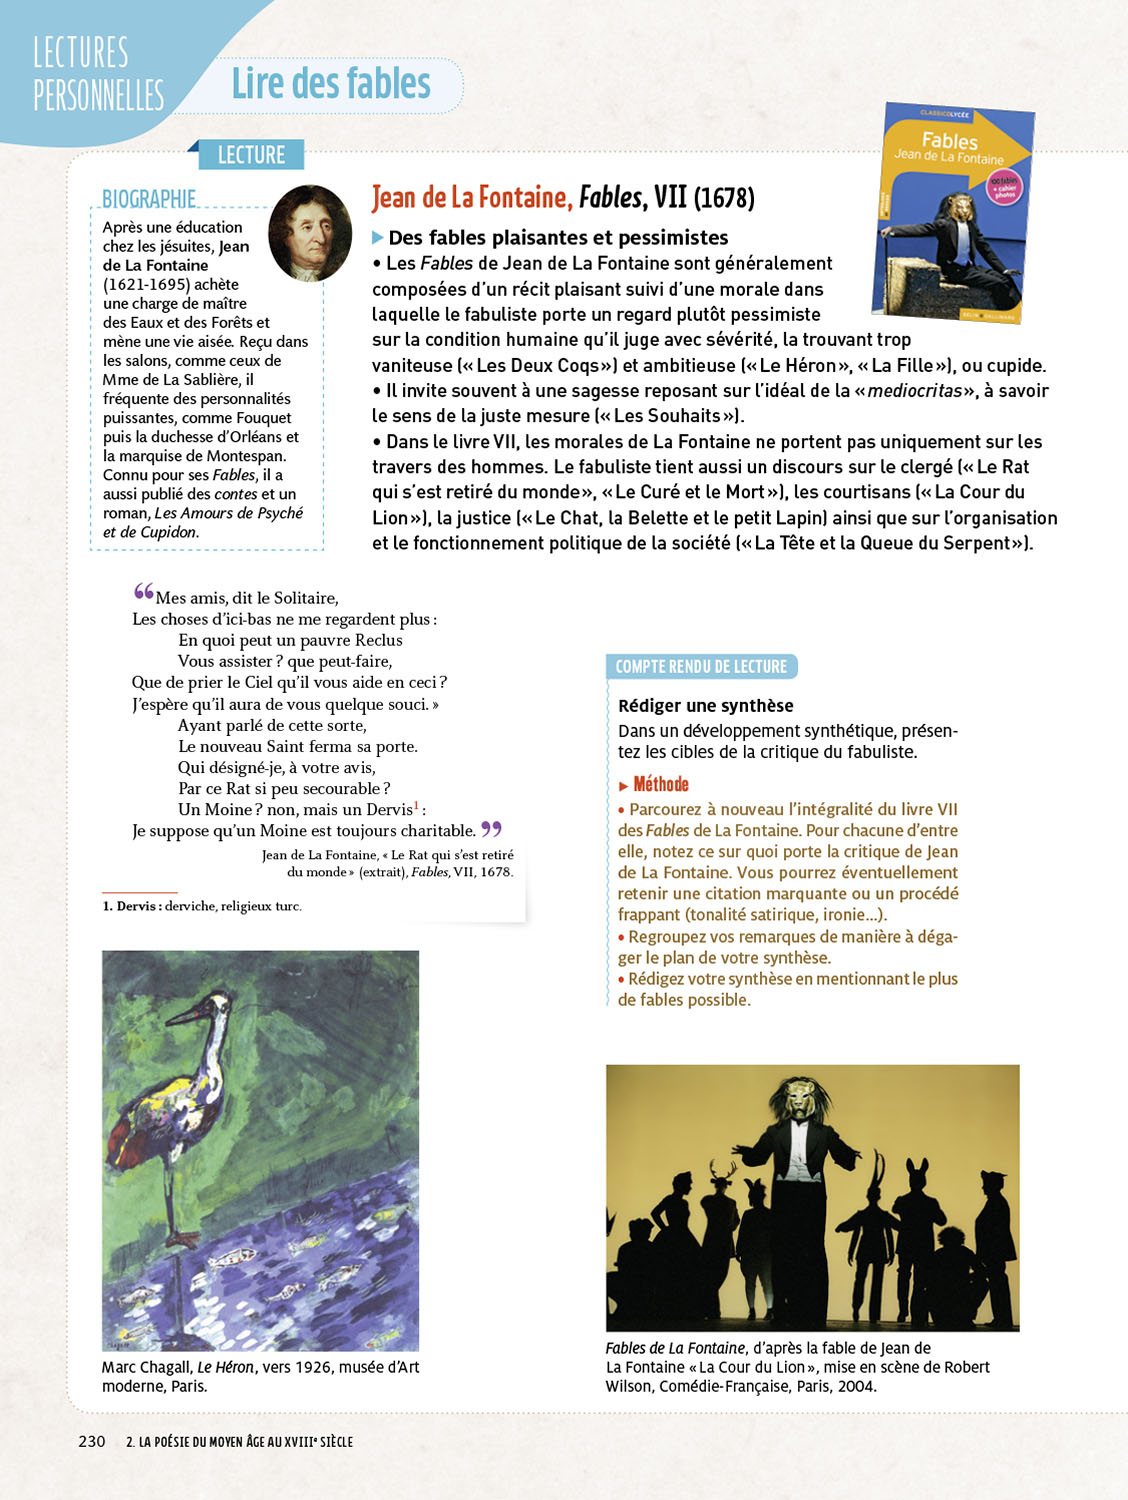 LECTURES
PERSONNELLES
Lire des fables
LECTURE
BIOGRAPHIE
Après une éducation
chez les jésuites, Jean
de La Fontaine
(1621-1695) achète
une charge de maître
des Eaux et des Forêts et
mène une vie aisée. Reçu dans
les salons, comme ceux de
Mme de La Sablière, il
fréquente des personnalités
puissantes, comme Fouquet
puis la duchesse d'Orléans et
la marquise de Montespan.
Connu pour ses Fables, il a
aussi publié des contes et un
roman, Les Amours de Psyché
et de Cupidon.
CLASSICOLYCÉE
Fables
Jean de La Fontaine
100 fables
+ cahier
photos
BELIN GALLIMARD
Jean de La Fontaine, Fables, VII (1678)
▶ Des fables plaisantes et pessimistes
• Les Fables de Jean de La Fontaine sont généralement
composées d'un récit plaisant suivi d'une morale dans
laquelle le fabuliste porte un regard plutôt pessimiste
sur la condition humaine qu'il juge avec sévérité, la trouvant trop
vaniteuse (« Les Deux Coqs») et ambitieuse («Le Héron», «La Fille»), ou cupide.
• Il invite souvent à une sagesse reposant sur l'idéal de la «mediocritas», à savoir
le sens de la juste mesure («Les Souhaits»).
• Dans le livre VII, les morales de La Fontaine ne portent pas uniquement sur les
travers des hommes. Le fabuliste tient aussi un discours sur le clergé («Le Rat
qui s'est retiré du monde», «Le Curé et le Mort»), les courtisans («La Cour du
Lion»), la justice («Le Chat, la Belette et le petit Lapin) ainsi que sur l'organisation
et le fonctionnement politique de la société («La Tête et la Queue du Serpent»).
“Mes amis, dit le Solitaire,
Les choses d'ici-bas ne me regardent plus :
En quoi peut un pauvre Reclus
Vous assister ? que peut-faire,
Que de prier le Ciel qu'il vous aide en ceci ?
J'espère qu'il aura de vous quelque souci. »
Ayant parlé de cette sorte,
Le nouveau Saint ferma sa porte.
Qui désigné-je, à votre avis,
Par ce Rat si peu secourable ?
Un Moine ? non, mais un Dervis1 :
Je suppose qu'un Moine est toujours charitable. ”
Jean de La Fontaine, « Le Rat qui s'est retiré
du monde » (extrait), Fables, VII, 1678.
1. Dervis : derviche, religieux turc.
COMPTE RENDU DE LECTURE
Rédiger une synthèse
Dans un développement synthétique, présen-
tez les cibles de la critique du fabuliste.
▶ Méthode
• Parcourez à nouveau l'intégralité du livre VII
des Fables de La Fontaine. Pour chacune d'entre
elle, notez ce sur quoi porte la critique de Jean
de La Fontaine. Vous pourrez éventuellement
retenir une citation marquante ou un procédé
frappant (tonalité satirique, ironie...).
• Regroupez vos remarques de manière à déga-
ger le plan de votre synthèse.
• Rédigez votre synthèse en mentionnant le plus
de fables possible.
Marc Chagall, Le Héron, vers 1926, musée d'Art
moderne, Paris.
Fables de La Fontaine, d'après la fable de Jean de
La Fontaine «La Cour du Lion», mise en scène de Robert
Wilson, Comédie-Française, Paris, 2004.
230 2. LA POÉSIE DU MOYEN ÂGE AU XVIIIe SIÈCLE